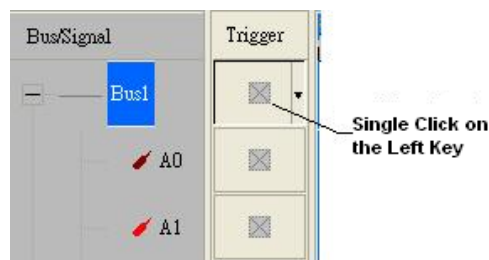 Bus/Signal Trigger
Bus1
Single Click on
the Left Key
A0
A1